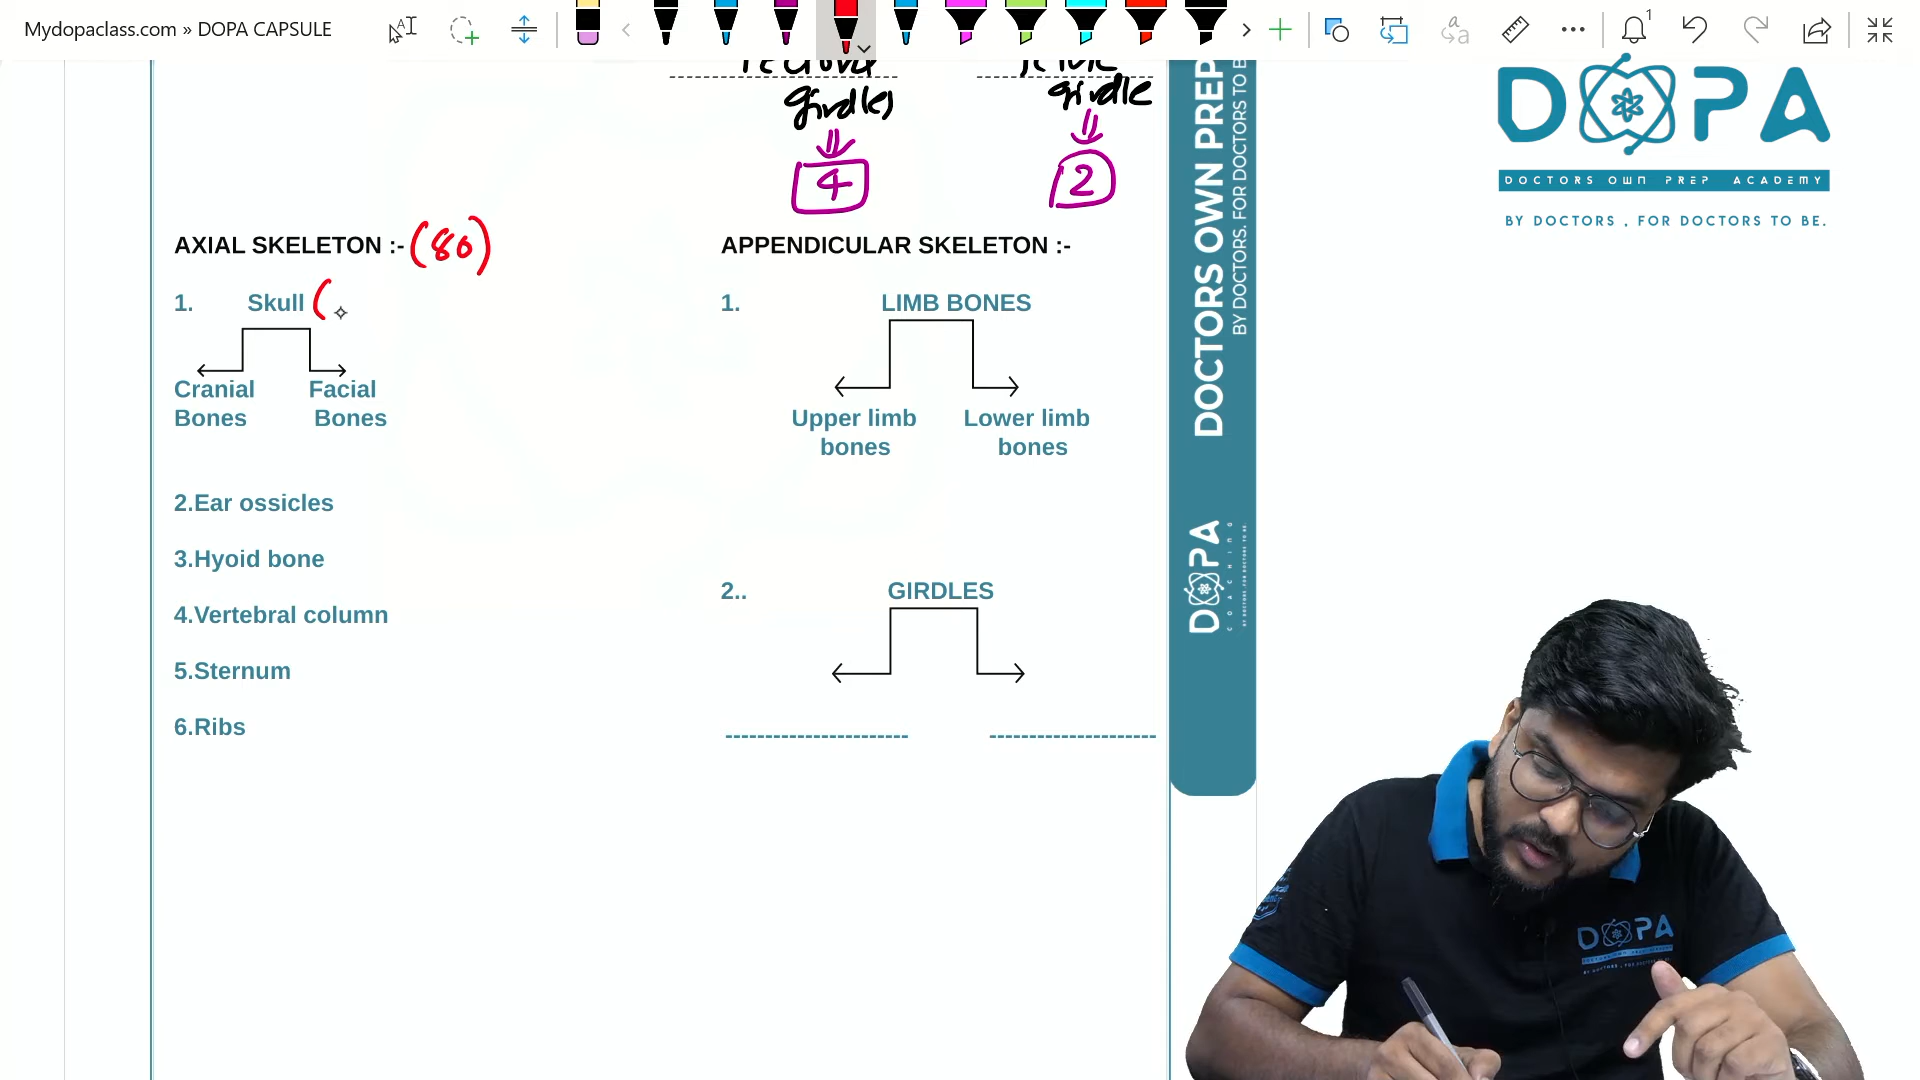 Mydopaclass.com » DOPA CAPSULE
girdles
girdle
4
2
AXIAL SKELETON :- (80)
1. Skull (
Cranial Bones
Facial Bones
2.Ear ossicles
3.Hyoid bone
4.Vertebral column
5.Sternum
6.Ribs
APPENDICULAR SKELETON :-
1. LIMB BONES
Upper limb bones
Lower limb bones
2.. GIRDLES
DOCTORS OWN PREP
BY DOCTORS. FOR DOCTORS TO B
DOPA
COACHING
DOPA
DOCTORS OWN PREP ACADEMY
BY DOCTORS , FOR DOCTORS TO BE.
DOPA